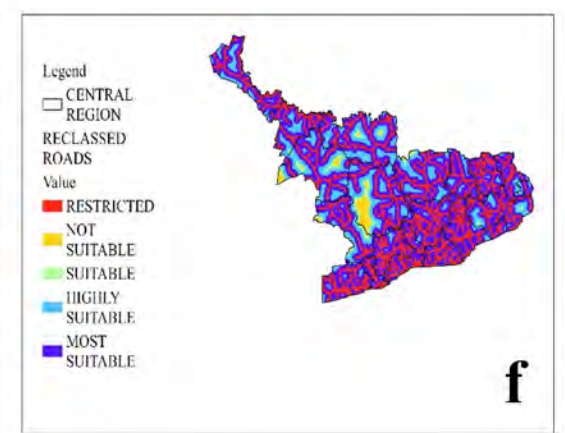 Legend
CENTRAL
REGION
RECLASSED
ROADS
Value
RESTRICTED
NOT
SUITABLE
SUITABLE
HIGHLY
SUITABLE
MOST
SUITABLE
f